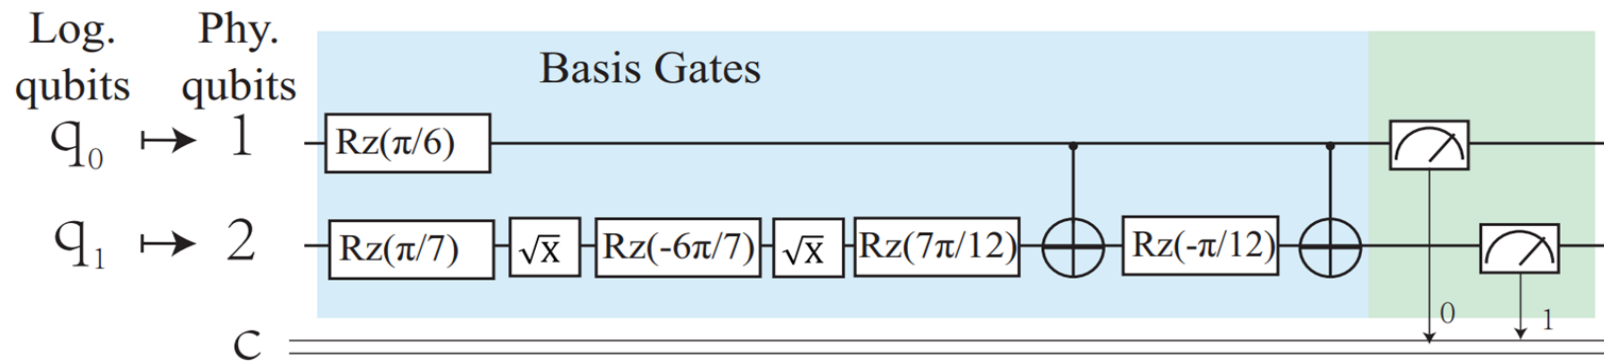 Log. Phy.
qubits qubits
Basis Gates
q₀ ↦ 1 Rz(π/6)
q₁ ↦ 2 Rz(π/7) √x Rz(-6π/7) √x Rz(7π/12) Rz(-π/12)
0 1
C